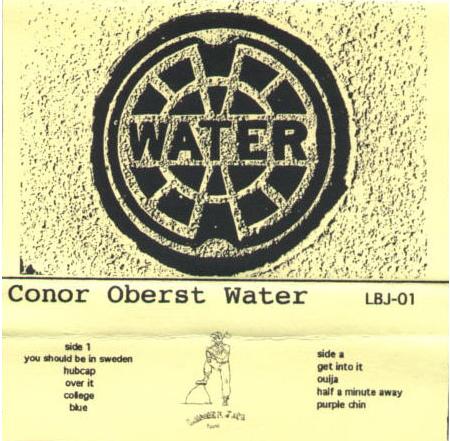 WATER
Conor Oberst Water
LBJ-01
side 1
you should be in sweden
hubcap
over it
college
blue
side a
get into it
ouija
half a minute away
purple chin